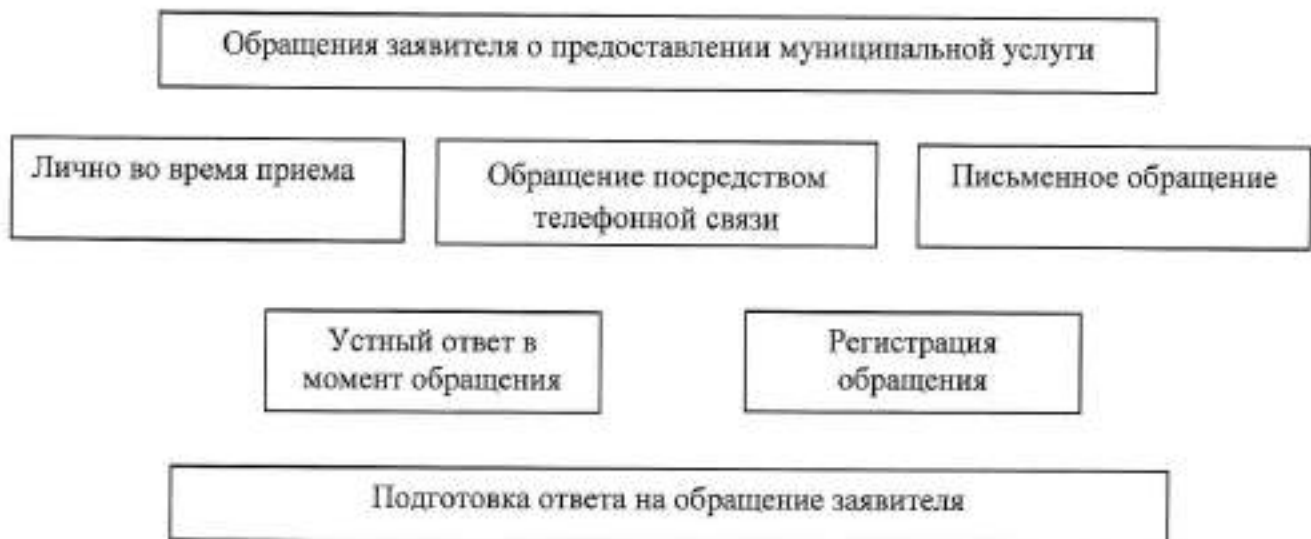 Обращения заявителя о предоставлении муниципальной услуги
Лично во время приема
Обращение посредством
телефонной связи
Письменное обращение
Устный ответ в
момент обращения
Регистрация
обращения
Подготовка ответа на обращение заявителя